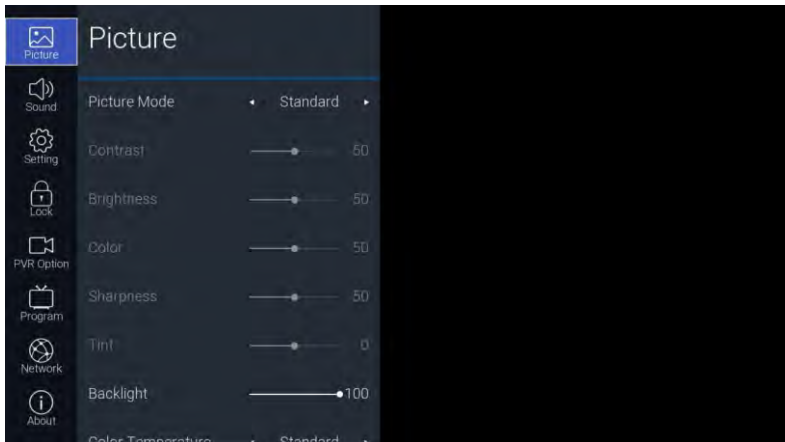 Picture
Sound
Setting
Lock
PVR Option
Program
Network
About
Picture
Picture Mode Standard
Contrast 50
Brightness 50
Color 50
Sharpness 50
Tint 0
Backlight 100
Color Temperature Standard